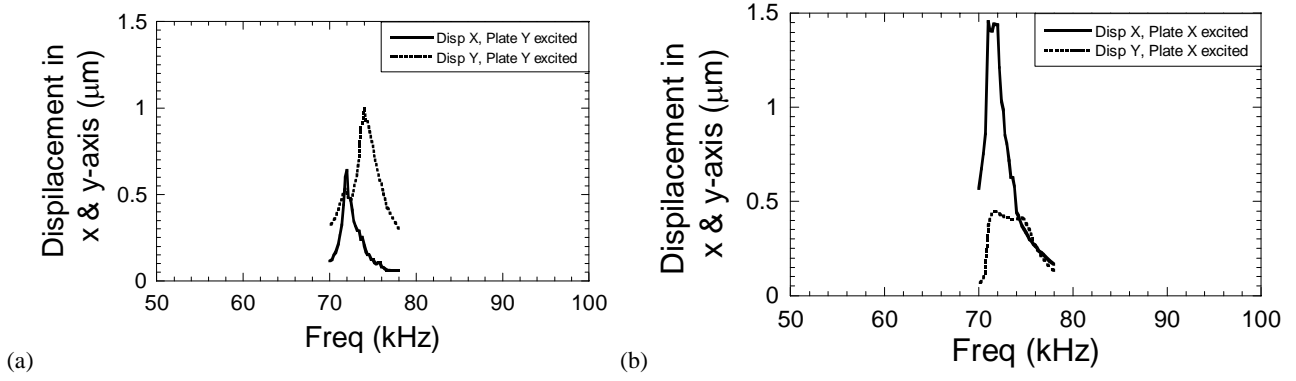 1.5
1
0.5
0
Dispilacement in
x & y-axis (μm)
Disp X, Plate Y excited
Disp Y, Plate Y excited
50 60 70 80 90 100
Freq (kHz)
(a)
1.5
1
0.5
0
Dispilacement in
x & y-axis (μm)
Disp X, Plate X excited
Disp Y, Plate X excited
50 60 70 80 90 100
Freq (kHz)
(b)